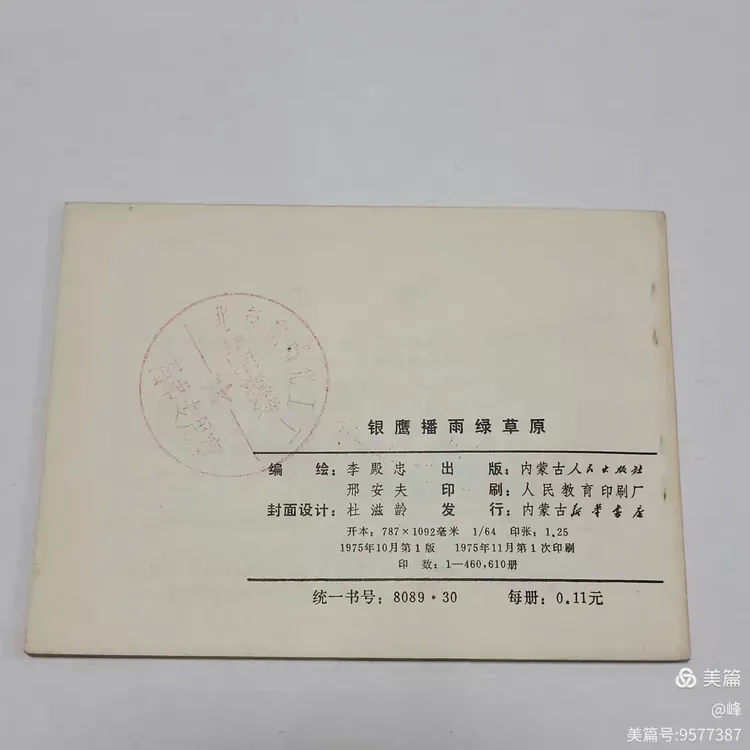 银鹰播雨绿草原
编 绘：李殿忠 出 版：内蒙古人民出版社
邢安夫 印 刷：人民教育印刷厂
封面设计：杜滋龄 发 行：内蒙古新华书店
开本：787×1092毫米 1/64 印张：1.25
1975年10月第1版 1975年11月第1次印刷
印 数：1—460,610册
统一书号：8089·30 每册：0.11元
美篇
@峰
美篇号:9577387